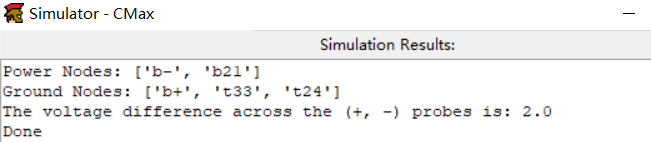 Simulator - CMax
Simulation Results:
Power Nodes: ['b-', 'b21']
Ground Nodes: ['b+', 't33', 't24']
The voltage difference across the (+, -) probes is: 2.0
Done